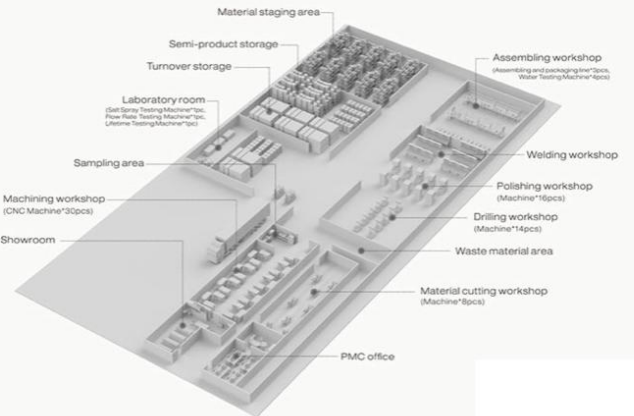 Material staging area
Semi-product storage
Turnover storage
Laboratory room
(Salt Spray Testing Machine*1pc,
Flow Rate Testing Machine*1pc,
Lifetime Testing Machine*1pc)
Sampling area
Machining workshop
(CNC Machine*30pcs)
Showroom
Assembling workshop
(Assembling and packaging line*3pcs,
Water Testing Machine*4pcs)
Welding workshop
Polishing workshop
(Machine*16pcs)
Drilling workshop
(Machine*14pcs)
Waste material area
Material cutting workshop
(Machine*8pcs)
PMC office